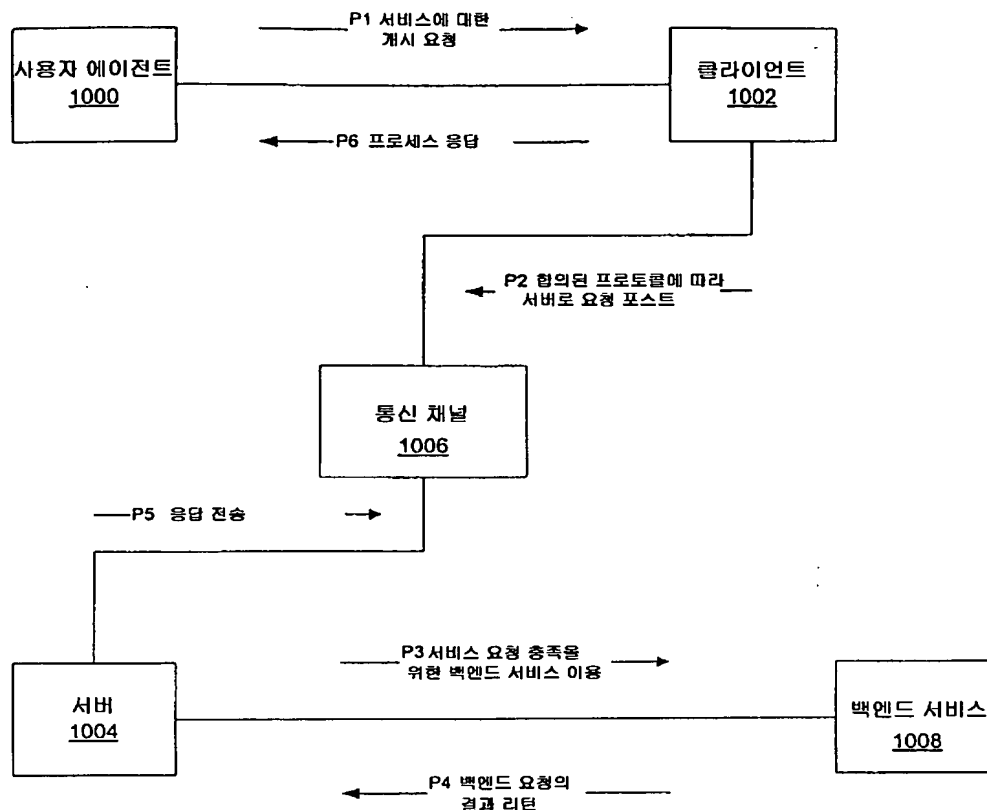 P1 서비스에 대한
개시 요청
사용자 에이전트
1000
클라이언트
1002
P6 프로세스 응답
P2 합의된 프로토콜에 따라
서버로 요청 포스트
통신 채널
1006
P5 응답 전송
P3 서비스 요청 충족을
위한 백엔드 서비스 이용
서버
1004
백엔드 서비스
1008
P4 백엔드 요청의
결과 리턴